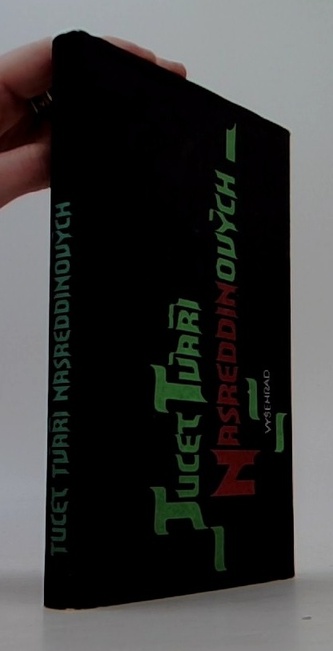 TUCET TVÁŘÍ NASREDDINOVÝCH
TUCET TVÁŘÍ
NASREDDINOVÝCH
VYŠEHRAD